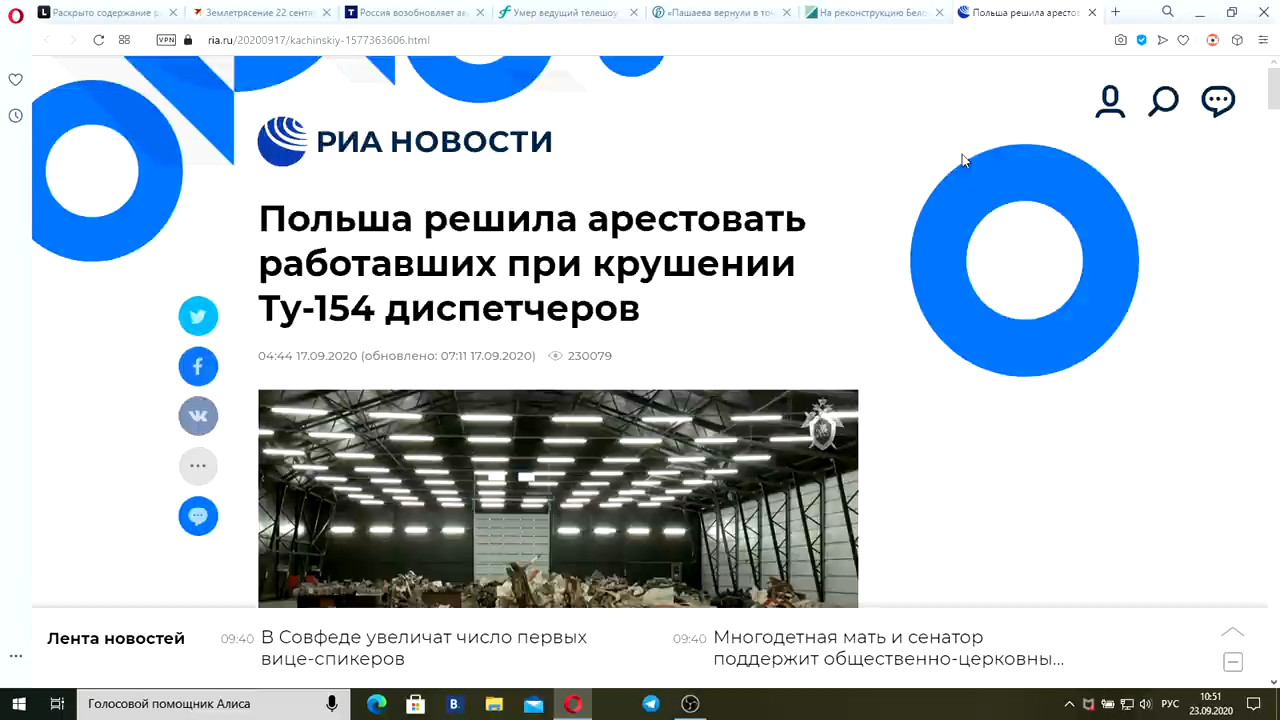 Раскрыто содержание р
Землетрясение 22 сентя
Россия возобновляет ав
Умер ведущий телешоу
«Пашаева вернули в точ
На реконструкцию Бело
Польша решила арестов
VPN
ria.ru/20200917/kachinskiy-1577363606.html
РИА НОВОСТИ
Польша решила арестовать
работавших при крушении
Ту-154 диспетчеров
04:44 17.09.2020 (обновлено: 07:11 17.09.2020) 230079
Лента новостей
09:40 В Совфеде увеличат число первых
вице-спикеров
09:40 Многодетная мать и сенатор
поддержит общественно-церковны...
Голосовой помощник Алиса
B.
РУС
10:51
23.09.2020